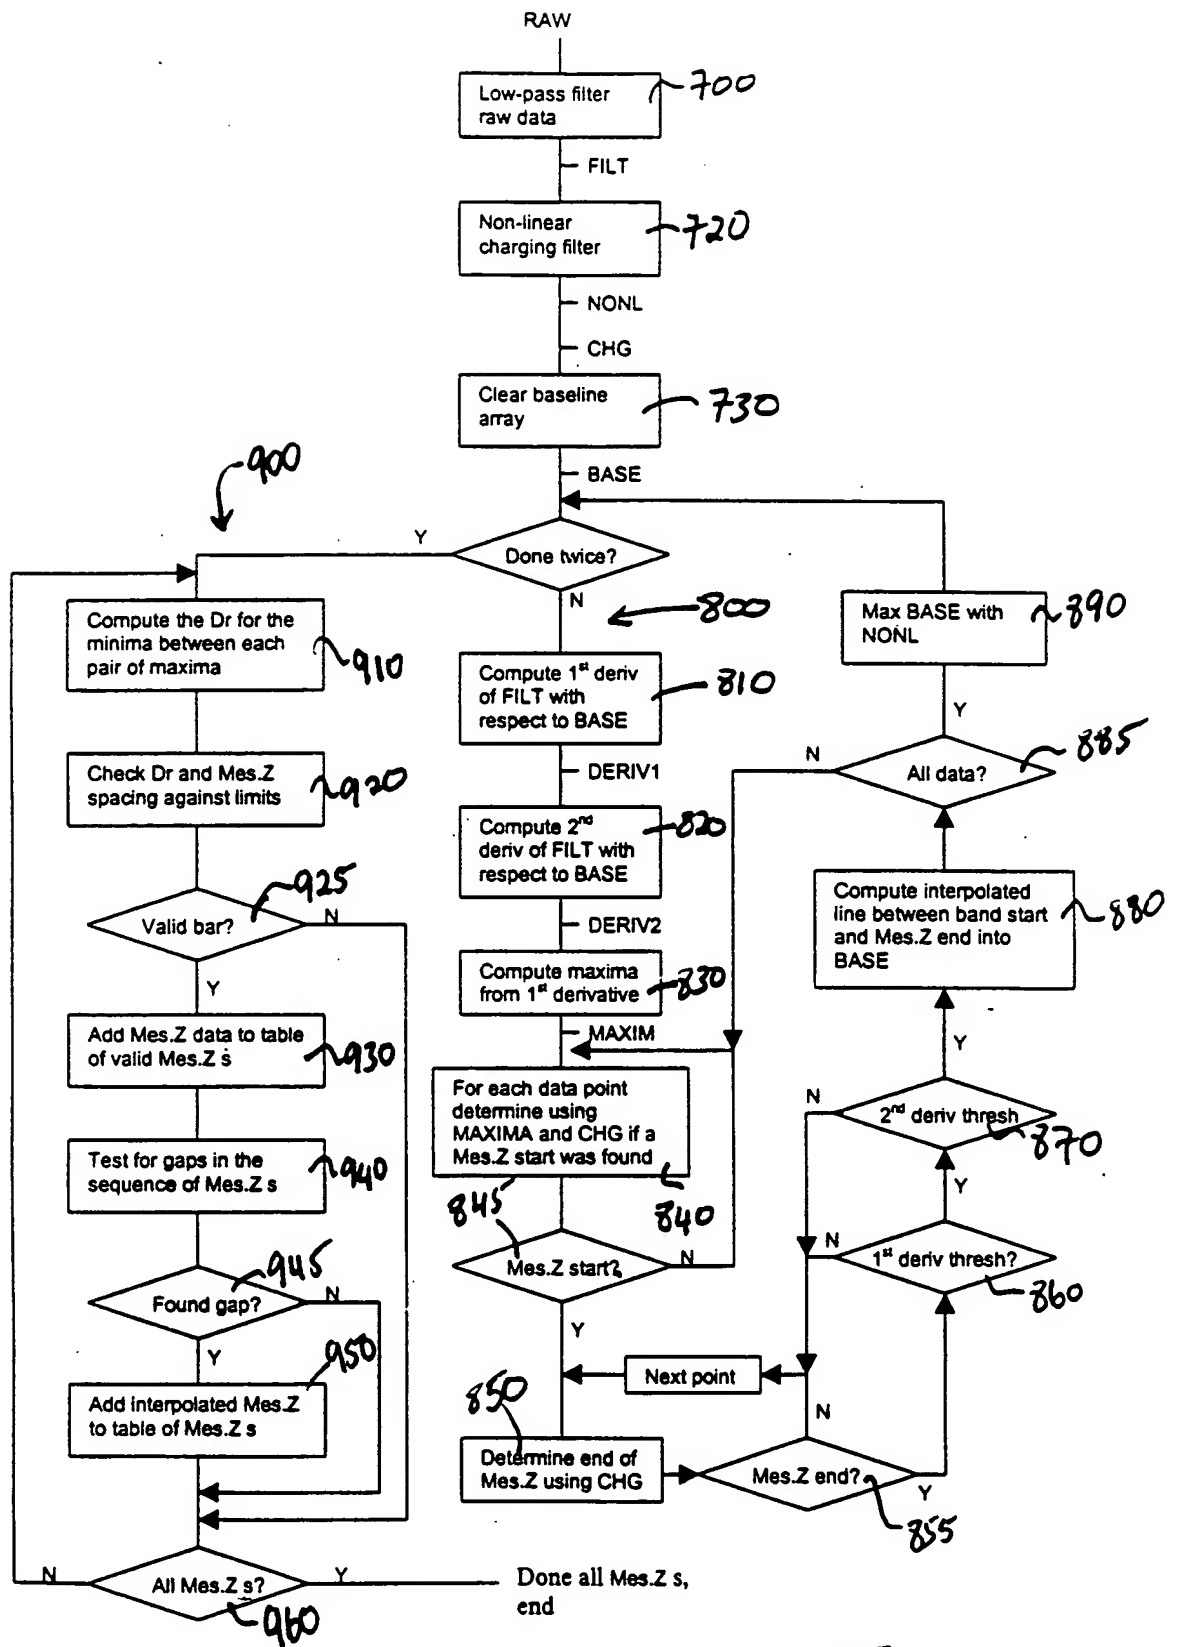 RAW
Low-pass filter
raw data
700
FILT
Non-linear
charging filter
720
NONL
CHG
Clear baseline
array
730
BASE
900
Y
Done twice?
N
800
Compute the Dr for the
minima between each
pair of maxima
910
Check Dr and Mes.Z
spacing against limits
920
Valid bar?
925
N
Y
Add Mes.Z data to table
of valid Mes.Z s
930
Test for gaps in the
sequence of Mes.Z s
940
Found gap?
945
N
Y
950
Add interpolated Mes.Z
to table of Mes.Z s
N
All Mes.Z s?
960
Y
Done all Mes.Z s,
end
Compute 1st deriv
of FILT with
respect to BASE
810
DERIV1
Compute 2nd
deriv of FILT with
respect to BASE
820
DERIV2
Compute maxima
from 1st derivative
830
MAXIM
For each data point
determine using
MAXIMA and CHG if a
Mes.Z start was found
840
845
Mes.Z start?
N
Y
Next point
850
Determine end of
Mes.Z using CHG
N
Mes.Z end?
855
Y
1st deriv thresh?
860
N
Y
2nd deriv thresh
870
N
Y
Compute interpolated
line between band start
and Mes.Z end into
BASE
880
N
All data?
885
Y
Max BASE with
NONL
890